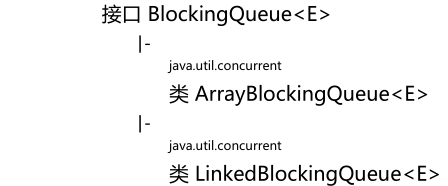 接口 BlockingQueue<E>
|-
java.util.concurrent
类 ArrayBlockingQueue<E>
|-
java.util.concurrent
类 LinkedBlockingQueue<E>